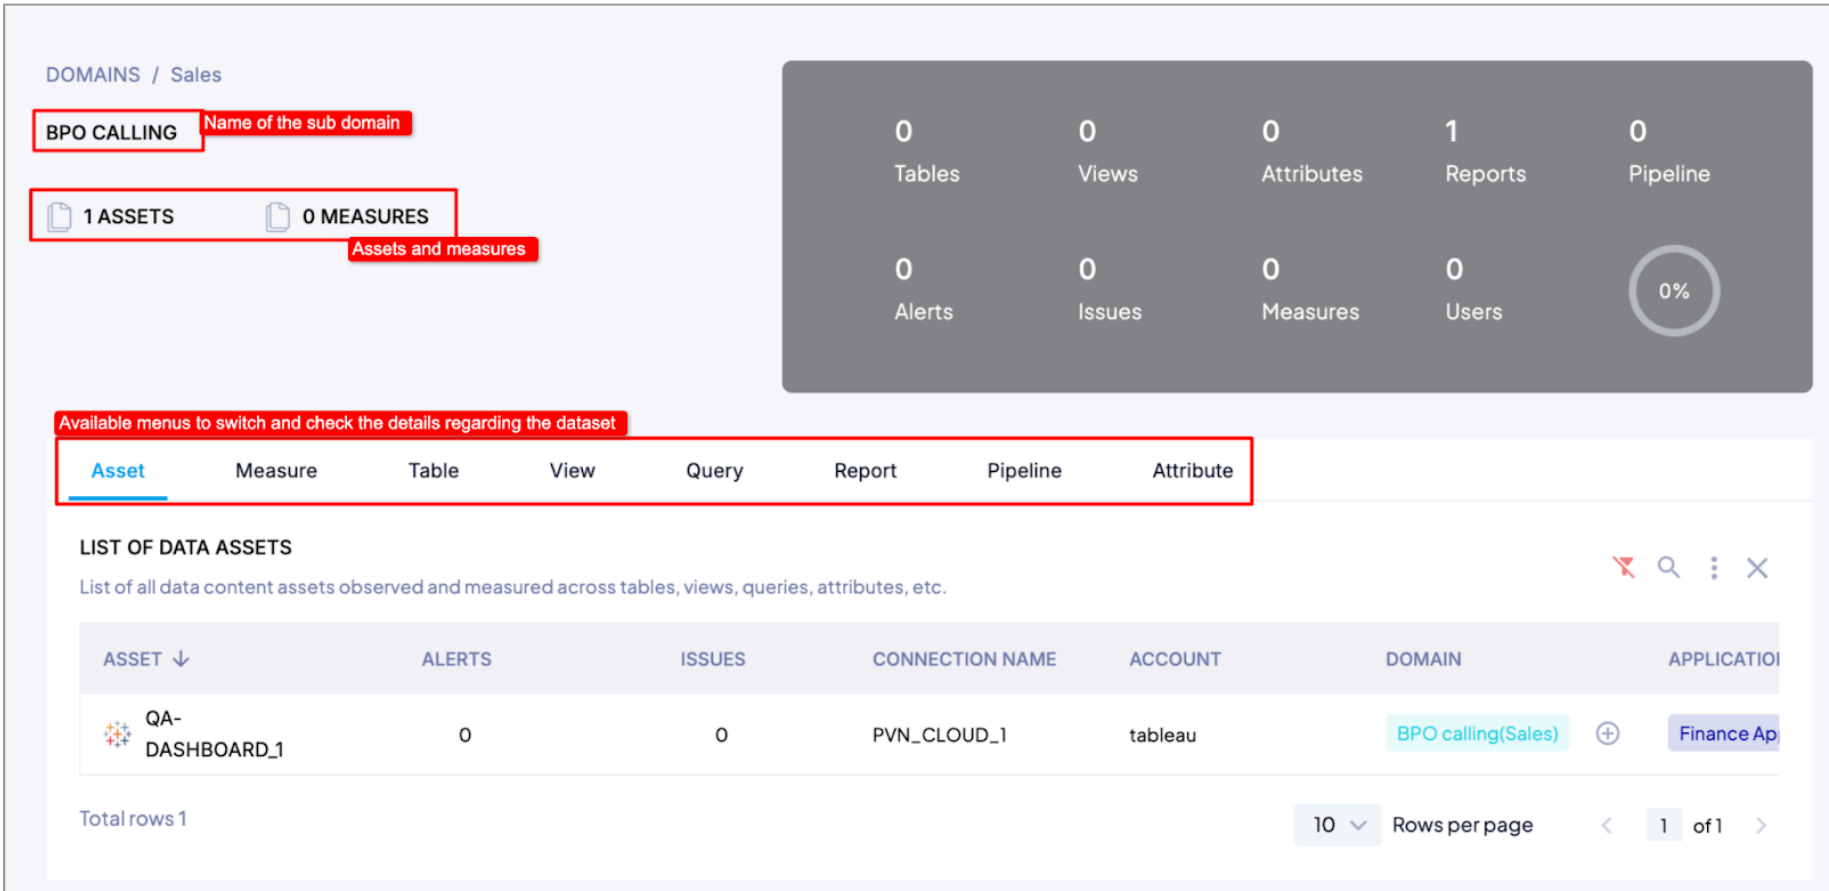 DOMAINS / Sales
BPO CALLING
Name of the sub domain
1 ASSETS 0 MEASURES
Assets and measures
0 0 0 1 0
Tables Views Attributes Reports Pipeline
0 0 0 0 0%
Alerts Issues Measures Users
Available menus to switch and check the details regarding the dataset
Asset Measure Table View Query Report Pipeline Attribute
LIST OF DATA ASSETS
List of all data content assets observed and measured across tables, views, queries, attributes, etc.
ASSET ALERTS ISSUES CONNECTION NAME ACCOUNT DOMAIN
QA-
DASHBOARD_1 0 0 PVN_CLOUD_1 tableau BPO calling(Sales) Finance
Total rows 1
10 Rows per page 1 of 1